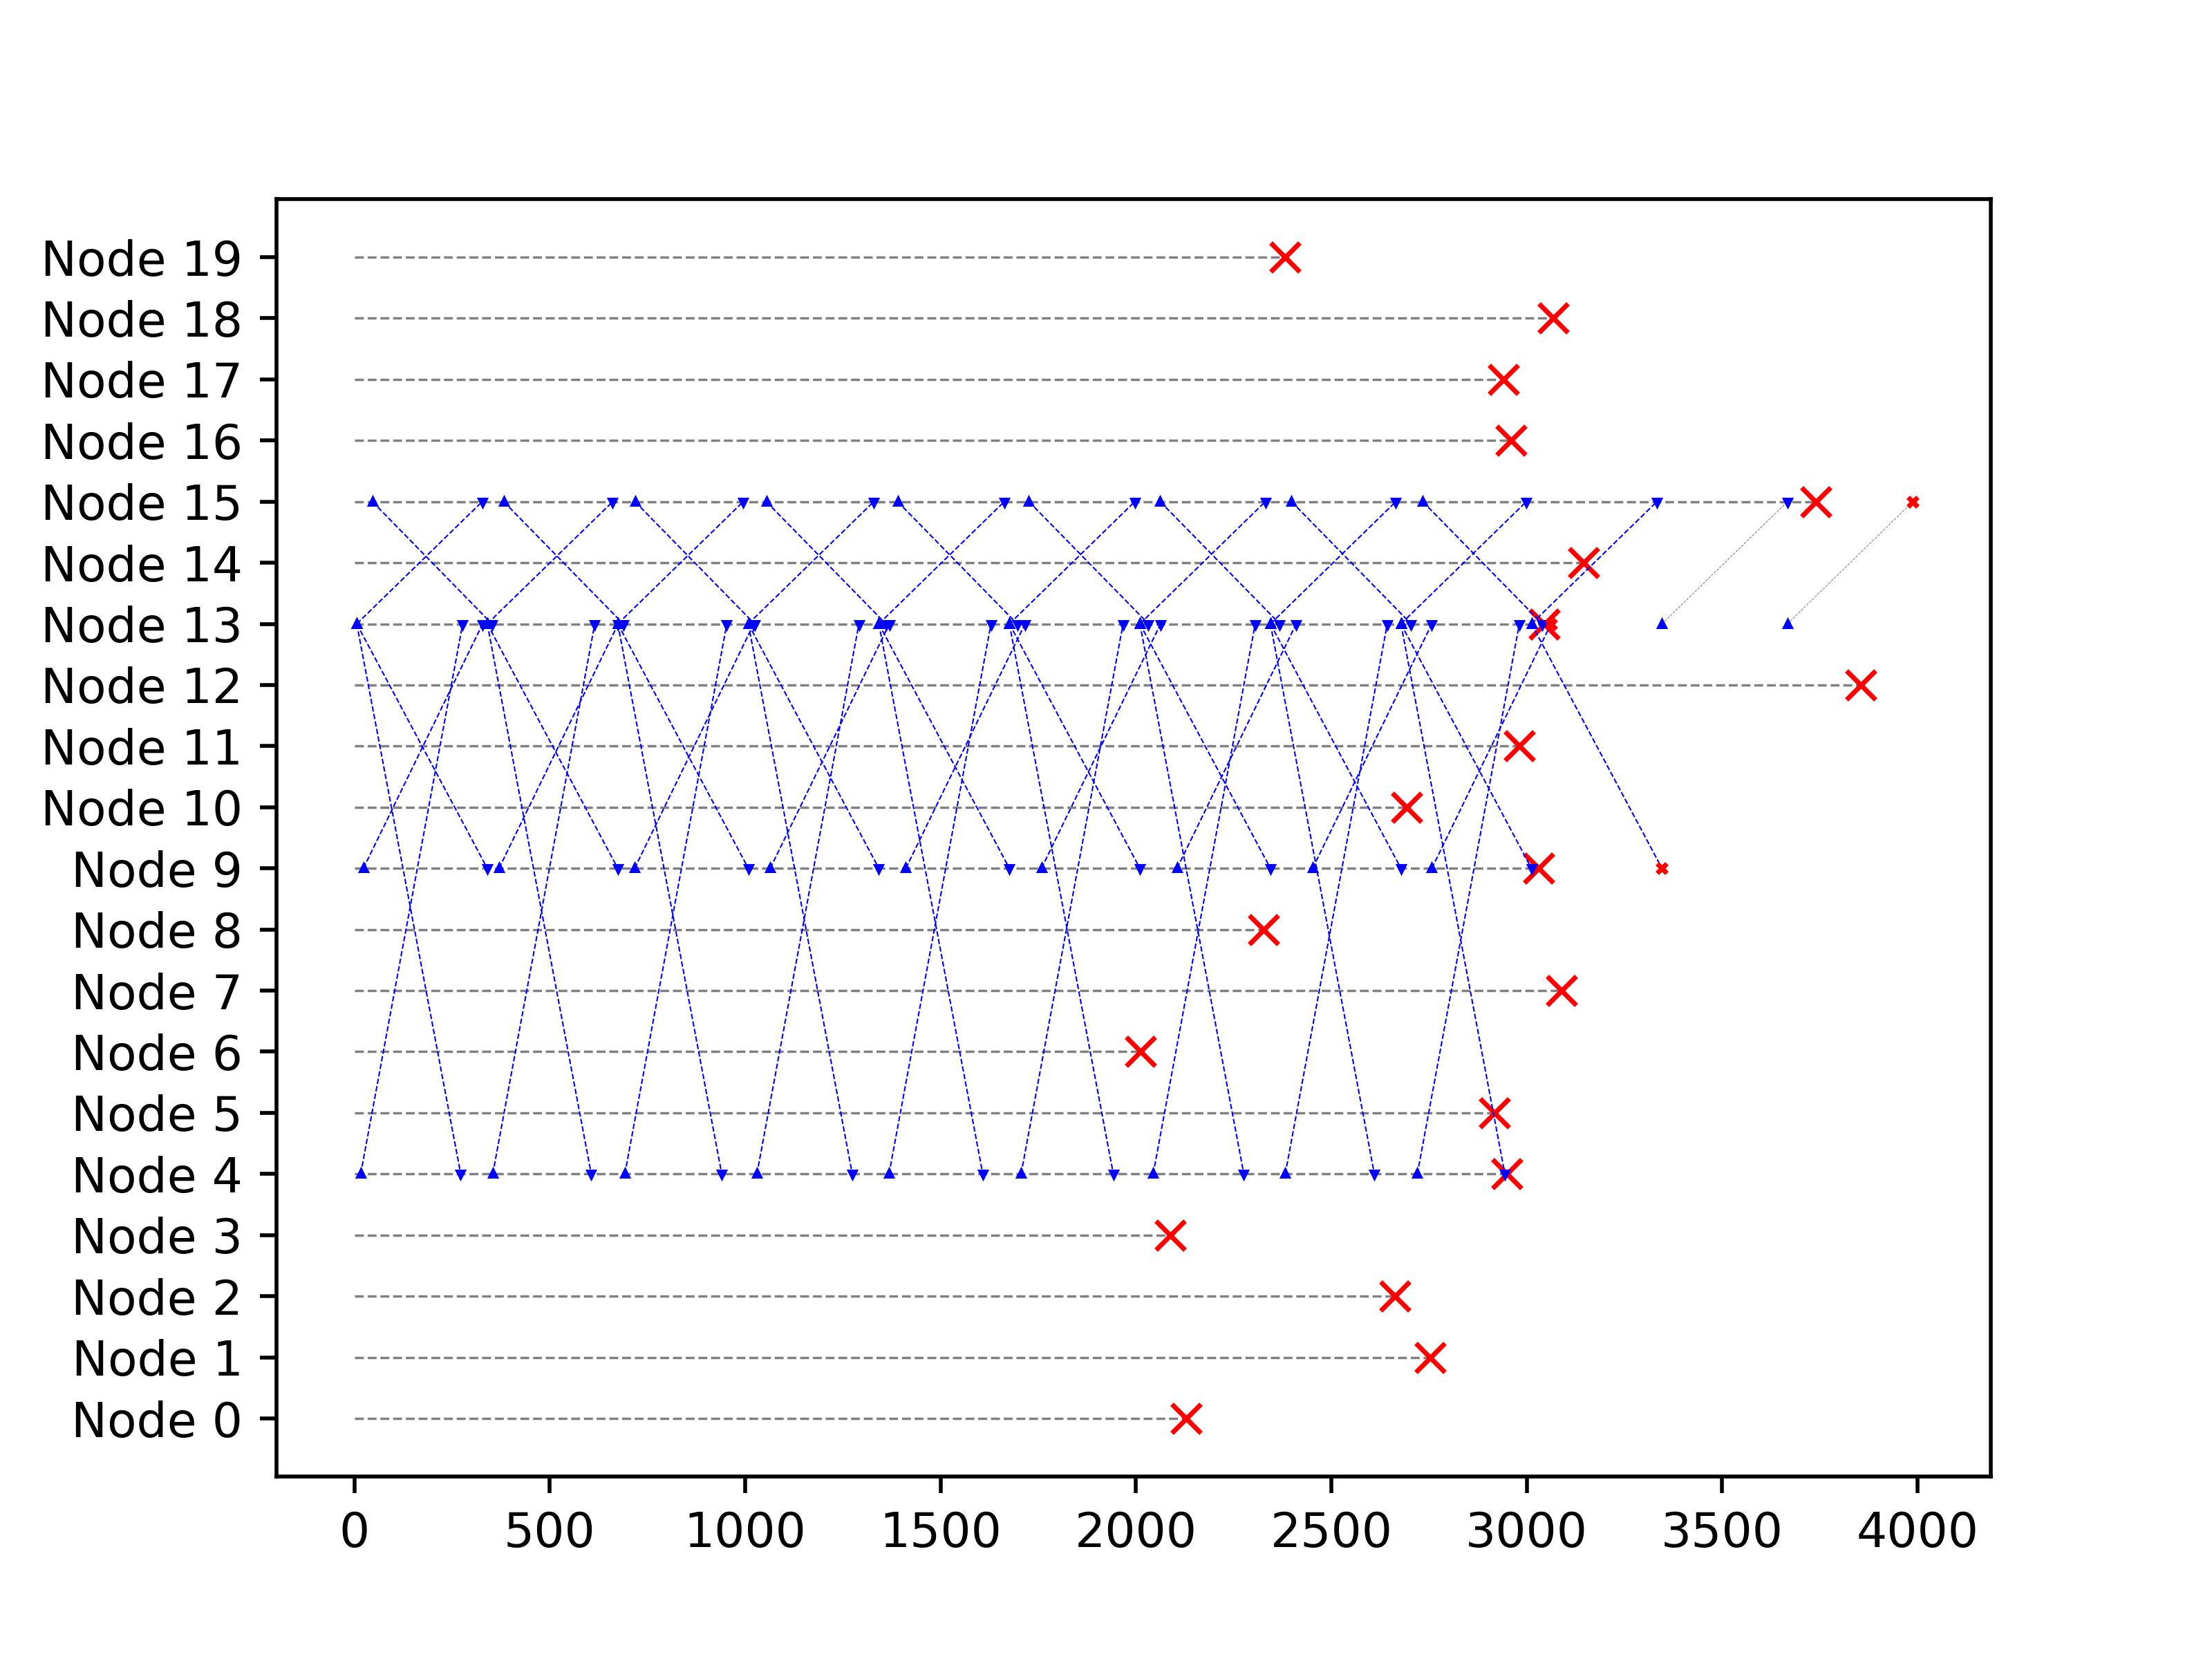 Node 19
Node 18
Node 17
Node 16
Node 15
Node 14
Node 13
Node 12
Node 11
Node 10
Node 9
Node 8
Node 7
Node 6
Node 5
Node 4
Node 3
Node 2
Node 1
Node 0
0 500 1000 1500 2000 2500 3000 3500 4000